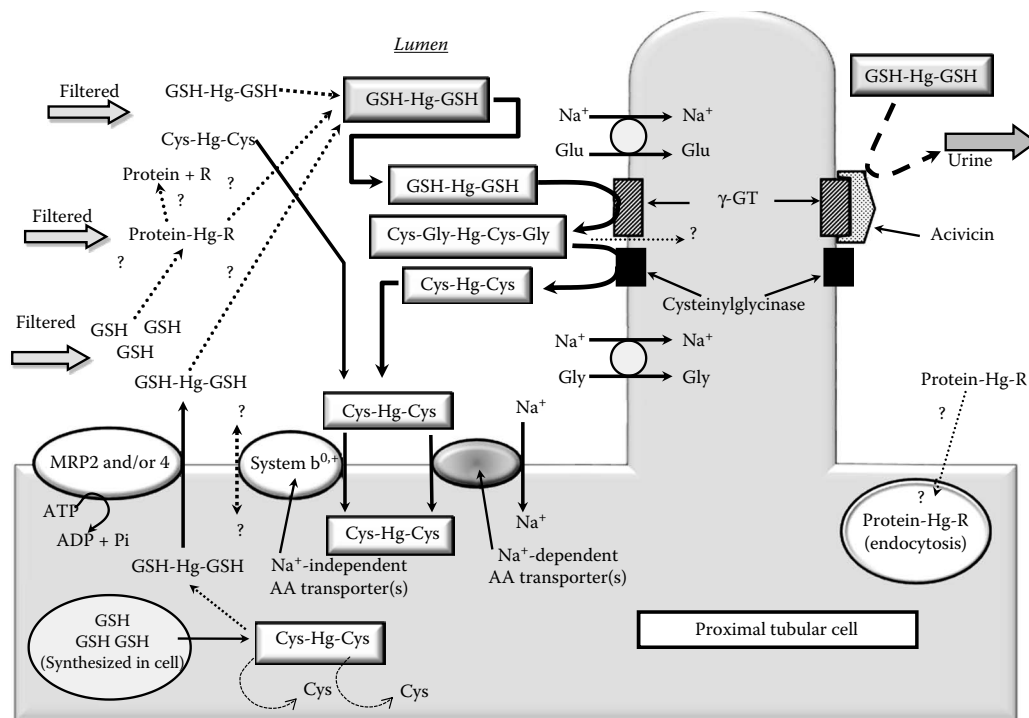 Lumen
Filtered
GSH-Hg-GSH
GSH-Hg-GSH
GSH-Hg-GSH
Cys-Hg-Cys
Na⁺
Na⁺
Glu
Glu
Urine
Protein + R
?
?
Filtered
Protein-Hg-R
?
?
GSH-Hg-GSH
γ-GT
Cys-Gly-Hg-Cys-Gly
?
Acivicin
Cys-Hg-Cys
Cysteinylglycinase
Filtered
GSH
GSH
GSH
Na⁺
Na⁺
Gly
Gly
GSH-Hg-GSH
?
Cys-Hg-Cys
Na⁺
Protein-Hg-R
?
MRP2 and/or 4
System b⁰,⁺
ATP
ADP + Pi
?
Cys-Hg-Cys
Na⁺
?
Protein-Hg-R
(endocytosis)
GSH-Hg-GSH
Na⁺-independent
AA transporter(s)
Na⁺-dependent
AA transporter(s)
GSH
GSH GSH
(Synthesized in cell)
Cys-Hg-Cys
Cys
Cys
Proximal tubular cell